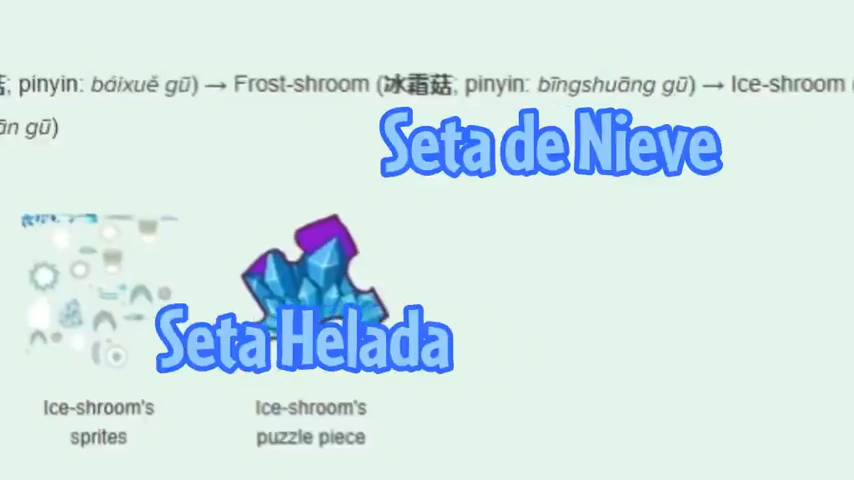 ; pinyin: báixuě gū) → Frost-shroom (冰霜菇; pinyin: bīngshuāng gū) → Ice-shroom (
ān gū)
Seta de Nieve
Seta Helada
Ice-shroom's
sprites
Ice-shroom's
puzzle piece